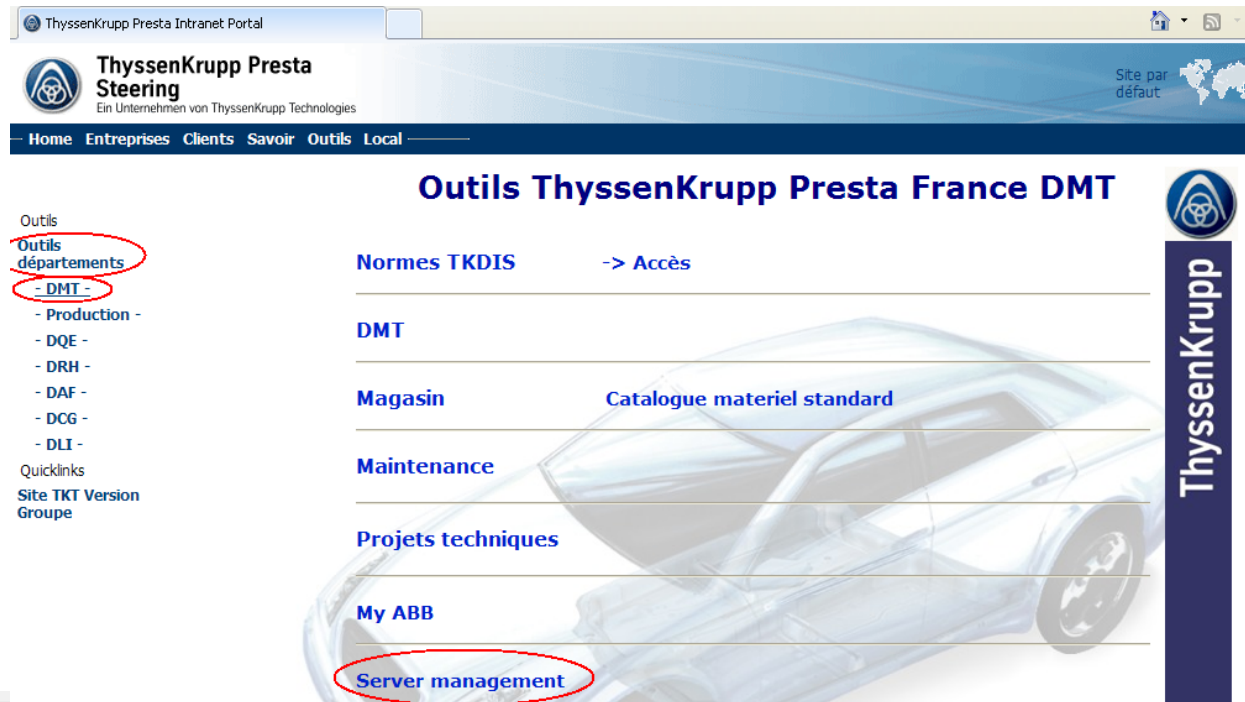 ThyssenKrupp Presta Intranet Portal
ThyssenKrupp Presta
Steering
Ein Unternehmen von ThyssenKrupp Technologies
Site par
défaut
Home Entreprises Clients Savoir Outils Local
Outils ThyssenKrupp Presta France DMT
Outils
Outils
départements
- DMT -
- Production -
- DQE -
- DRH -
- DAF -
- DCG -
- DLI -
Quicklinks
Site TKT Version
Groupe
Normes TKDIS -> Accès
DMT
Magasin Catalogue materiel standard
Maintenance
Projets techniques
My ABB
Server management
ThyssenKrupp